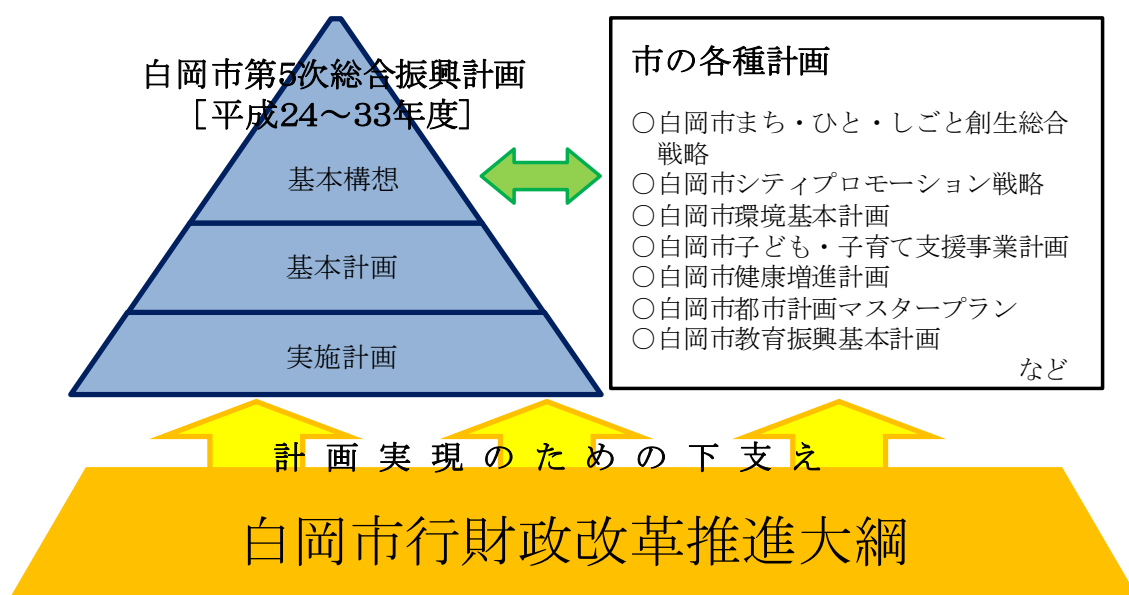 白岡市第5次総合振興計画
［平成24～33年度］
基本構想
基本計画
実施計画
市の各種計画
○白岡市まち・ひと・しごと創生総合
戦略
○白岡市シティプロモーション戦略
○白岡市環境基本計画
○白岡市子ども・子育て支援事業計画
○白岡市健康増進計画
○白岡市都市計画マスタープラン
○白岡市教育振興基本計画
など
計画実現のための下支え
白岡市行財政改革推進大綱